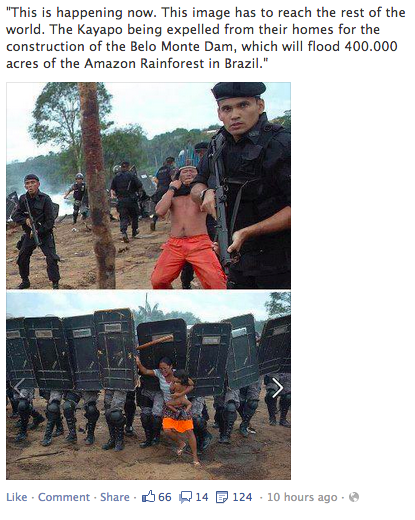 "This is happening now. This image has to reach the rest of the
world. The Kayapo being expelled from their homes for the
construction of the Belo Monte Dam, which will flood 400.000
acres of the Amazon Rainforest in Brazil."
Like · Comment · Share · 66 14 124 · 10 hours ago ·